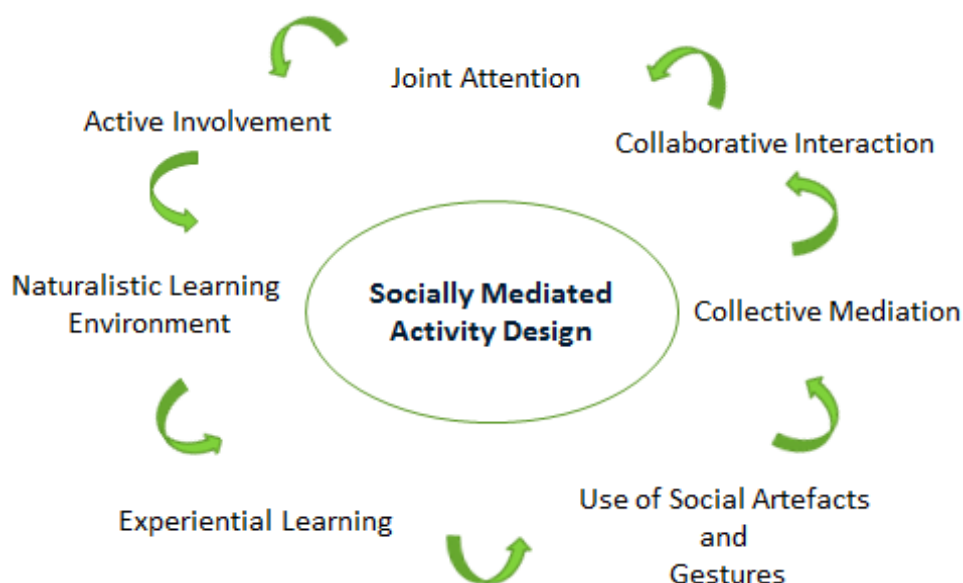 Joint Attention
Active Involvement
Collaborative Interaction
Naturalistic Learning
Environment
Socially Mediated
Activity Design
Collective Mediation
Experiential Learning
Use of Social Artefacts
and
Gestures